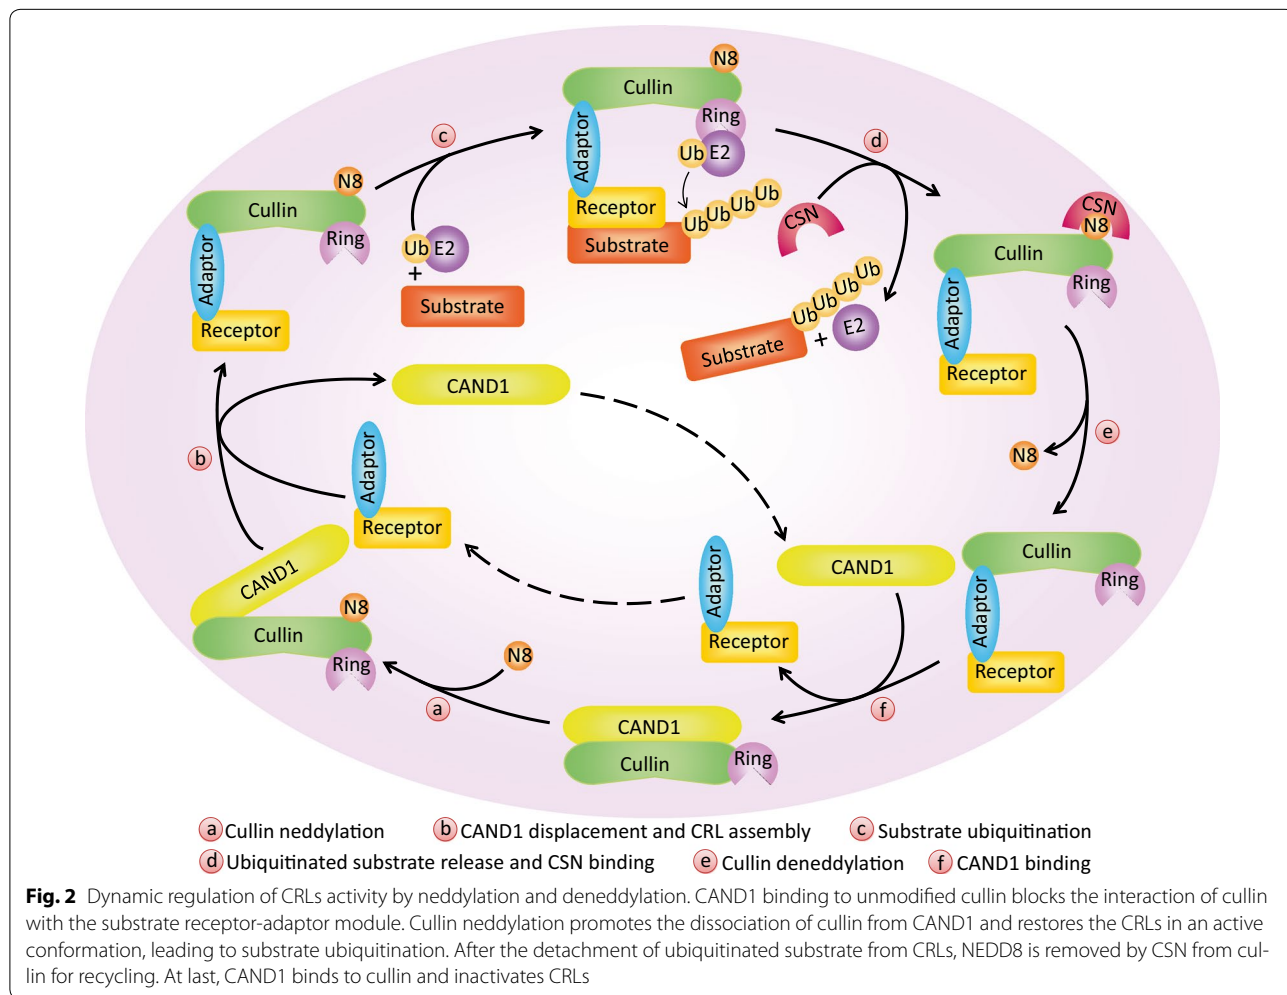 N8
Cullin
Ring
Adaptor
Ub
E2
Receptor
Substrate
Ub
Ub
Ub
Ub
c
d
N8
Cullin
Ring
Adaptor
Receptor
Ub
E2
+
Substrate
CSN
Ub
Ub
Ub
Ub
Substrate
+
E2
CSN
N8
Cullin
Ring
Adaptor
Receptor
CAND1
b
Adaptor
Receptor
e
N8
CAND1
N8
Cullin
Ring
Adaptor
Receptor
CAND1
Cullin
Ring
Adaptor
Receptor
N8
a
f
CAND1
Cullin
Ring
a Cullin neddylation b CAND1 displacement and CRL assembly c Substrate ubiquitination
d Ubiquitinated substrate release and CSN binding e Cullin deneddylation f CAND1 binding
Fig. 2 Dynamic regulation of CRLs activity by neddylation and deneddylation. CAND1 binding to unmodified cullin blocks the interaction of cullin
with the substrate receptor-adaptor module. Cullin neddylation promotes the dissociation of cullin from CAND1 and restores the CRLs in an active
conformation, leading to substrate ubiquitination. After the detachment of ubiquitinated substrate from CRLs, NEDD8 is removed by CSN from cul-
lin for recycling. At last, CAND1 binds to cullin and inactivates CRLs